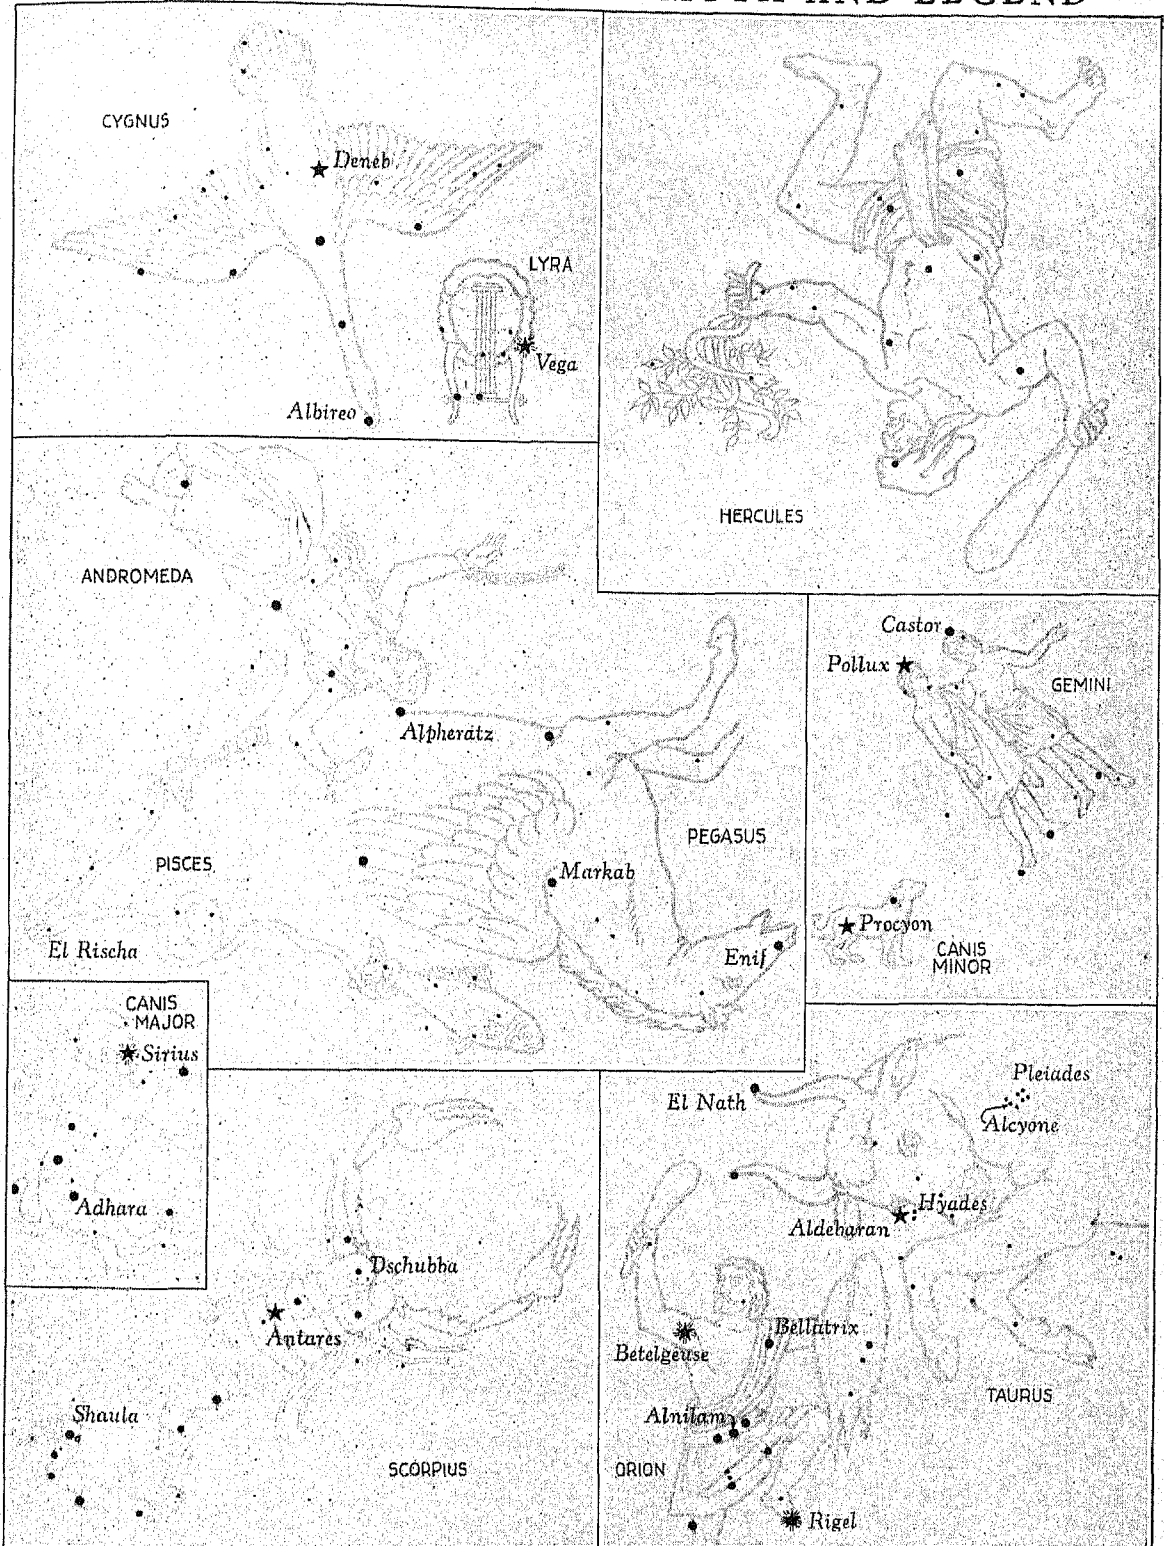 AND LEGEND
CYGNUS
Deneb
LYRA
Vega
Albireo
HERCULES
ANDROMEDA
Alpheratz
Castor
Pollux
GEMINI
PEGASUS
PISCES
Markab
El Rischa
Enif
Procyon
CANIS
MINOR
CANIS
MAJOR
Sirius
Adhara
El Nath
Pleiades
Alcyone
Hyades
Aldebaran
Dschubba
Antares
Bellatrix
Betelgeuse
TAURUS
Shaula
Alnilam
SCORPIUS
ORION
Rigel